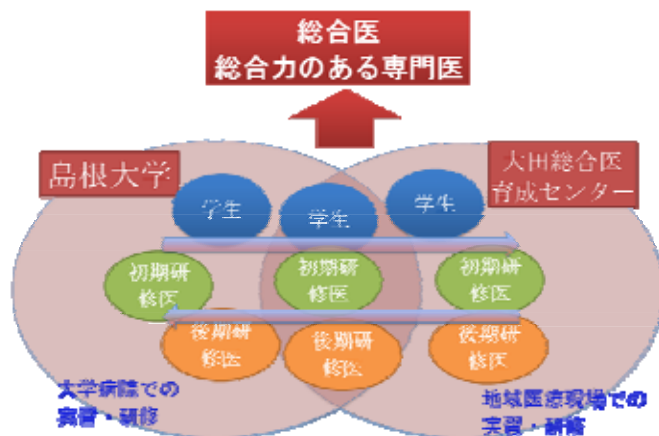 総合医
総合力のある専門医
島根大学
大田総合医
育成センター
学生
学生
学生
初期研
修医
初期研
修医
初期研
修医
後期研
修医
後期研
修医
後期研
修医
大学病院での
実習・研修
地域医療現場での
実習・研修